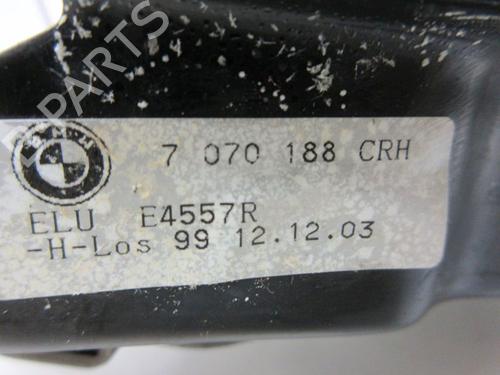 B-PARTS
7 070 188 CRH
ELU E4557R
-H-Los 99 12.12.03